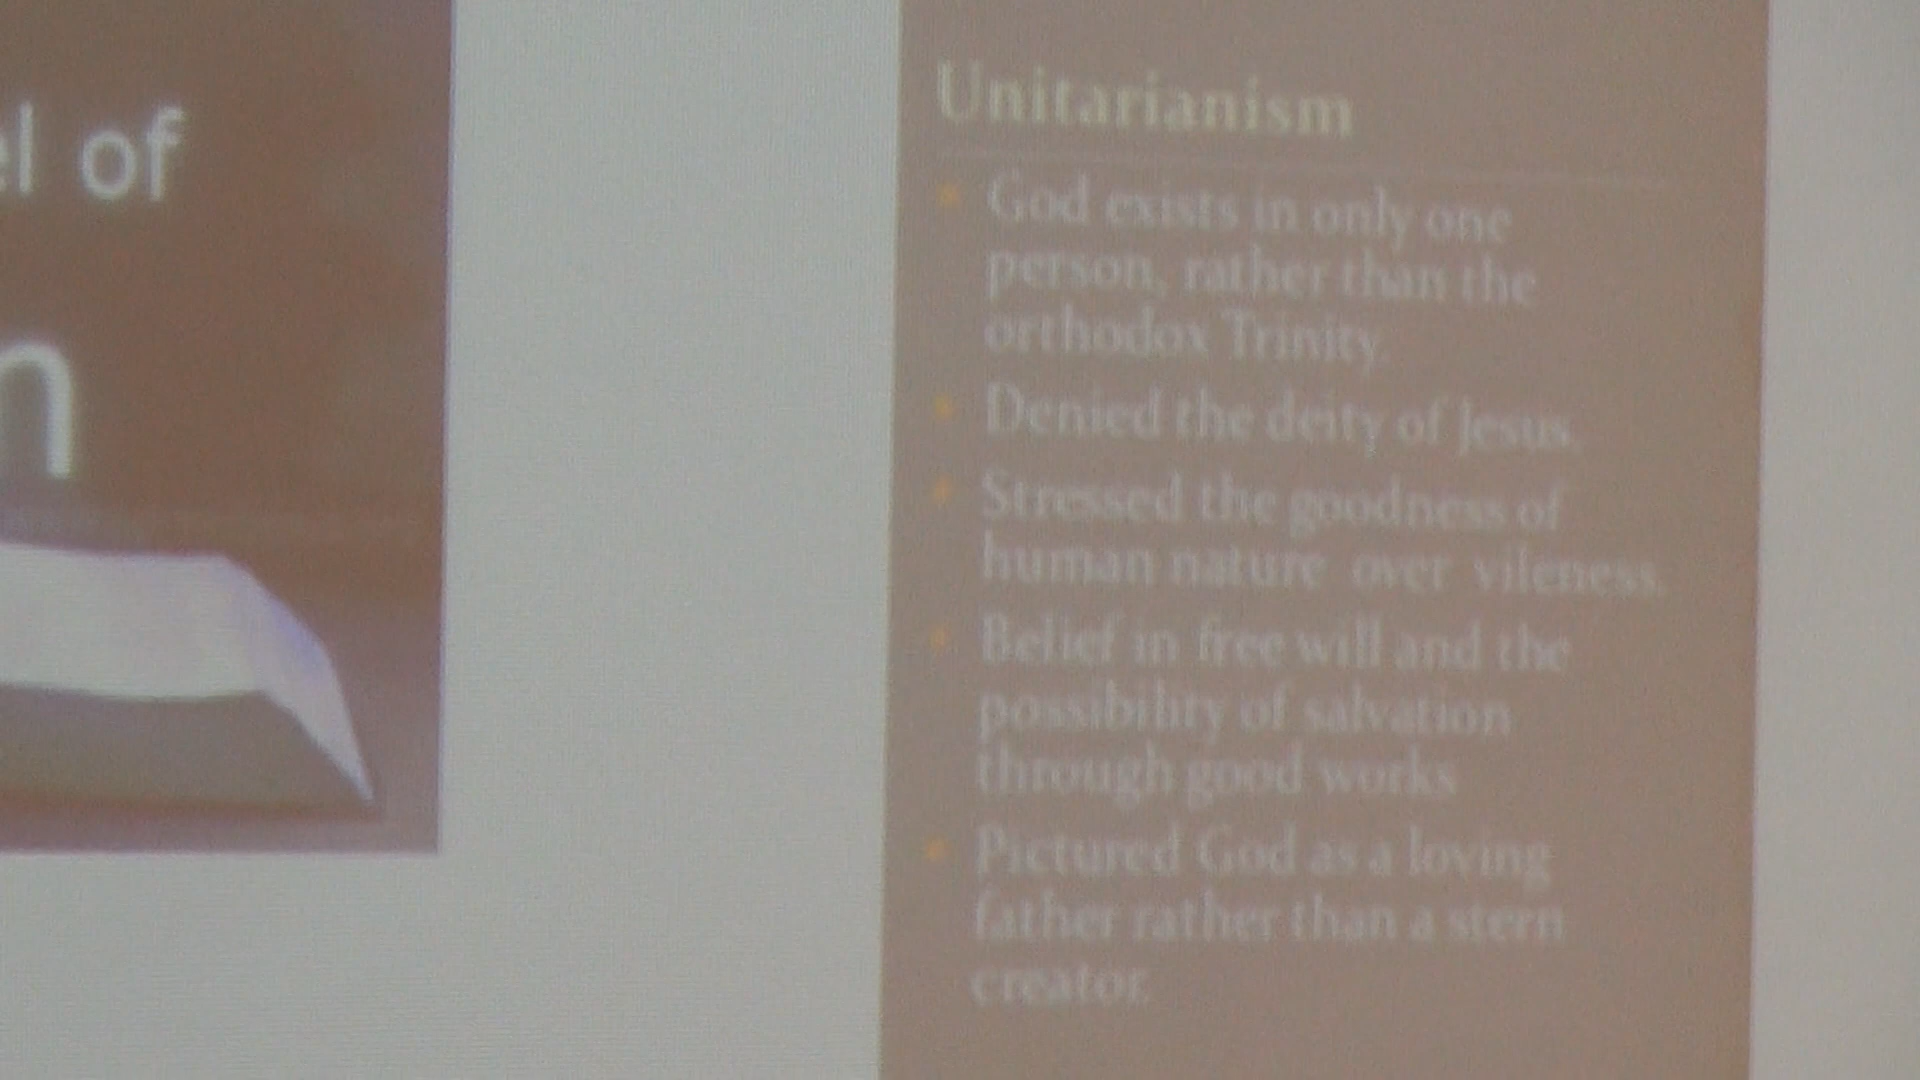 el of
n
Unitarianism
God exists in only one
person, rather than the
orthodox Trinity.
Denied the deity of Jesus.
Stressed the goodness of
human nature over vileness.
Belief in free will and the
possibility of salvation
through good works
Pictured God as a loving
father rather than a stern
creator.